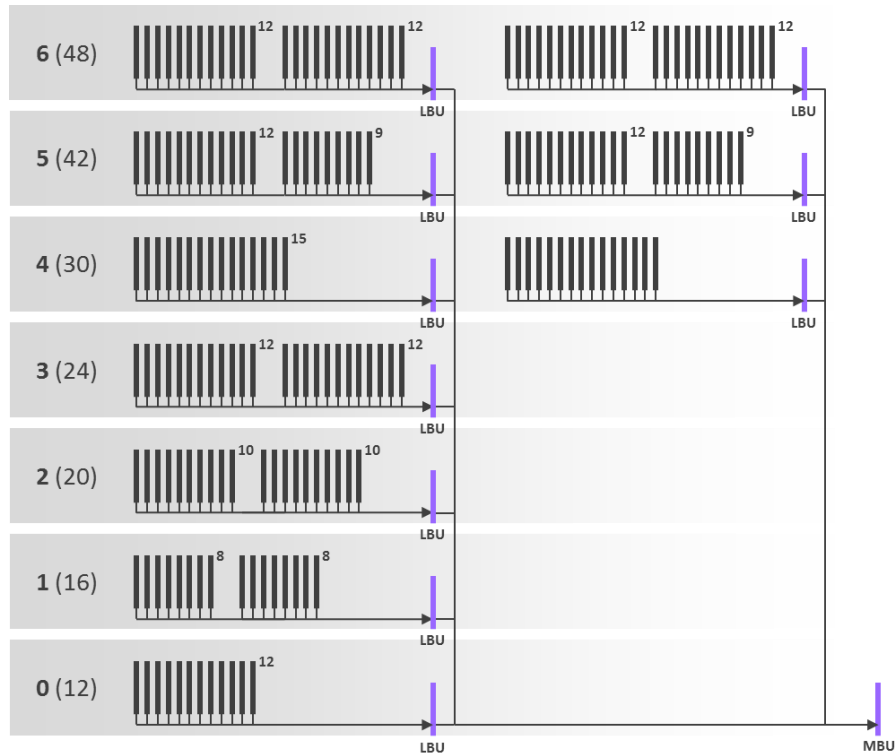 12 12 12 12
6 (48)
LBU LBU
12 9 12 9
5 (42)
LBU LBU
15
4 (30)
LBU LBU
12 12
3 (24)
LBU
10 10
2 (20)
LBU
8 8
1 (16)
LBU
12
0 (12)
LBU MBU